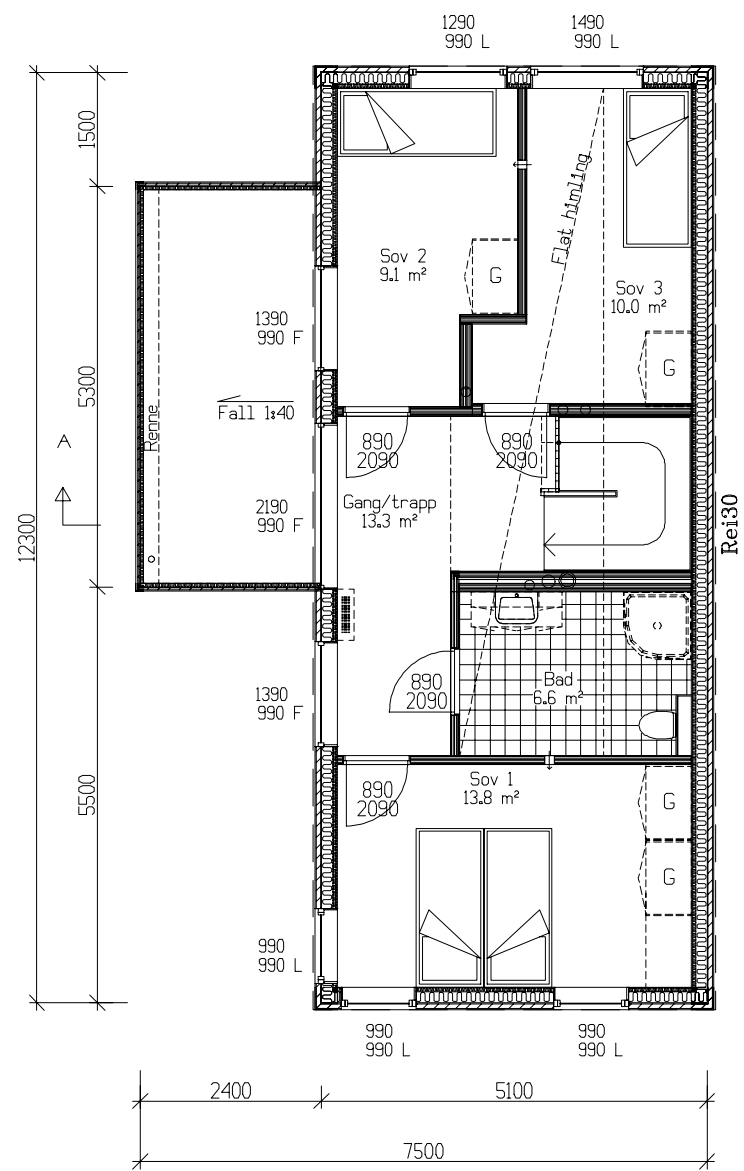 1290
990 L
1490
990 L
1500
Flat himling
Sov 2
9.1 m²
G
Sov 3
10.0 m²
1390
990 F
G
5300
Renne
Fall 1:40
A
890
2090
890
2090
Gang/trapp
13.3 m²
2190
990 F
12300
Rei30
890
2090
Bad
6.6 m²
1390
990 F
Sov 1
13.8 m²
890
2090
G
5500
G
990
990 L
990
990 L
990
990 L
2400
5100
7500